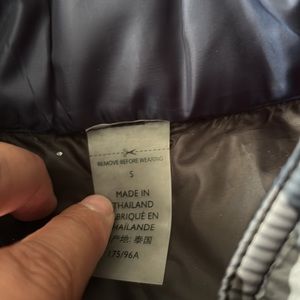 REMOVE BEFORE WEARING
S
MADE IN
THAILAND
FABRIQUÉ EN
THAILANDE
产地: 泰国
175/96A